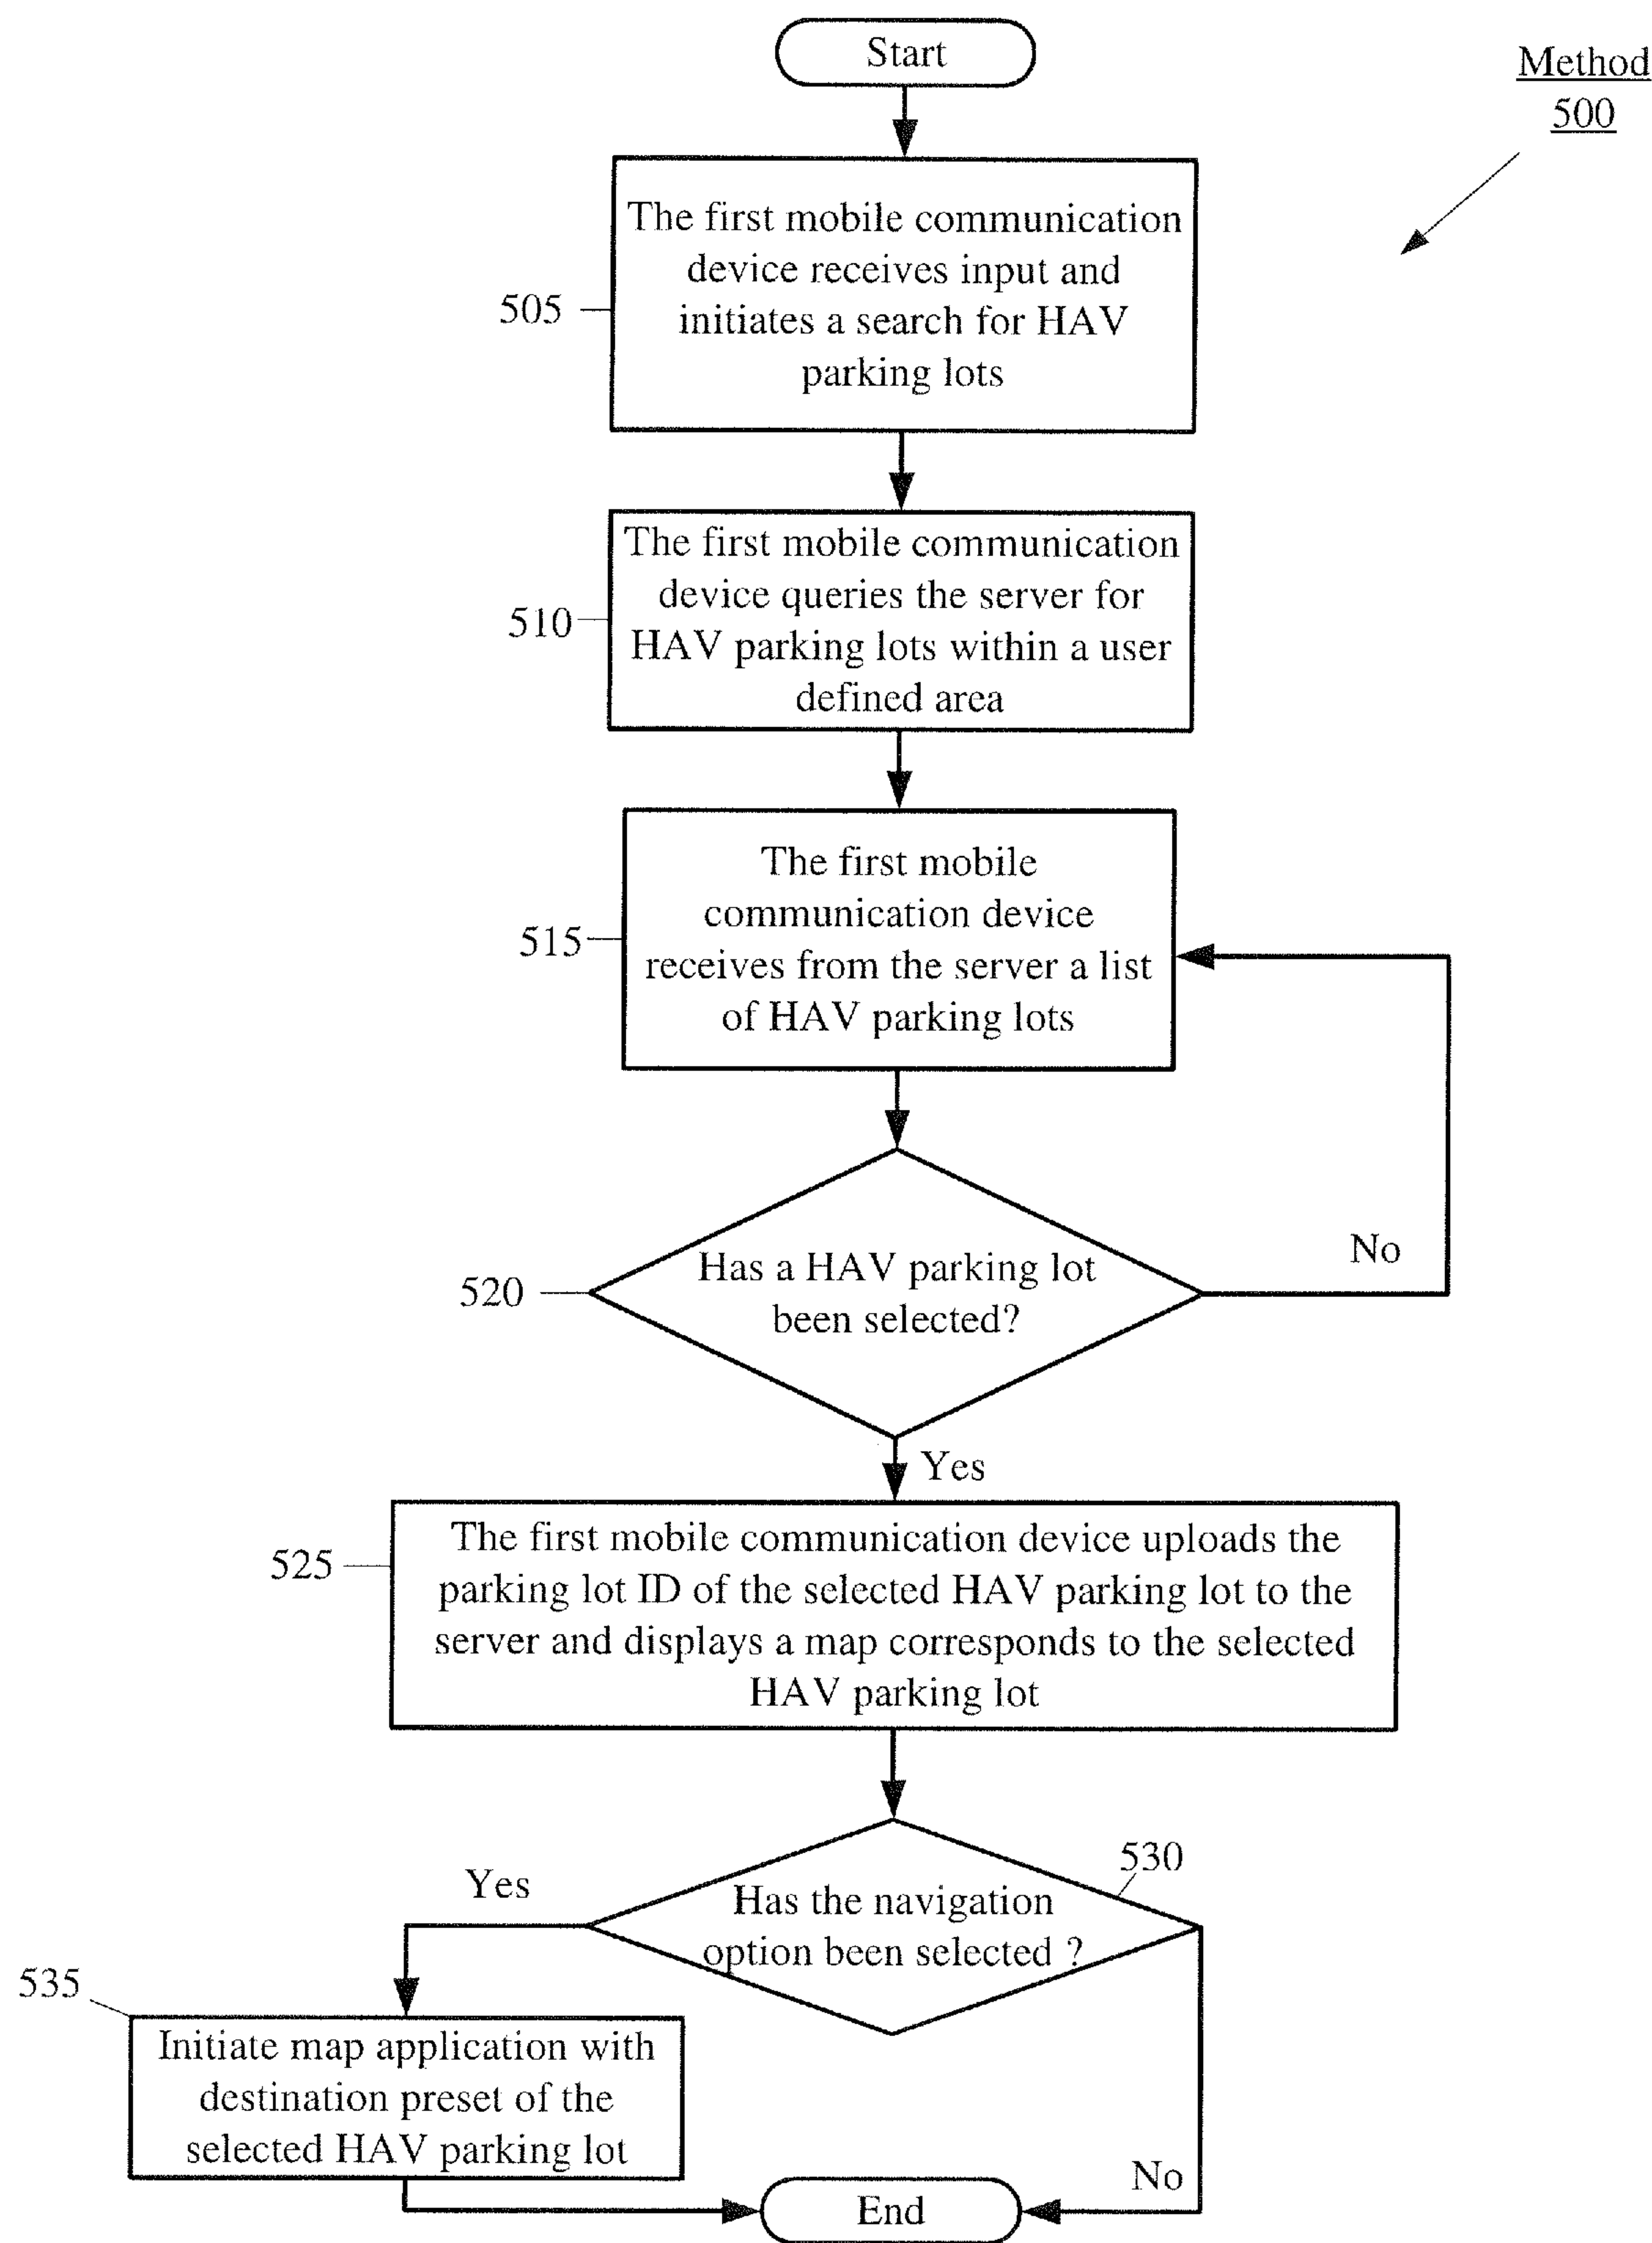 Start
Method
500
The first mobile communication
device receives input and
initiates a search for HAV
parking lots
505
The first mobile communication
device queries the server for
HAV parking lots within a user
defined area
510
The first mobile
communication device
receives from the server a list
of HAV parking lots
515
Has a HAV parking lot
been selected?
520
No
Yes
The first mobile communication device uploads the
parking lot ID of the selected HAV parking lot to the
server and displays a map corresponds to the selected
HAV parking lot
525
530
Yes
Has the navigation
option been selected ?
535
Initiate map application with
destination preset of the
selected HAV parking lot
No
End